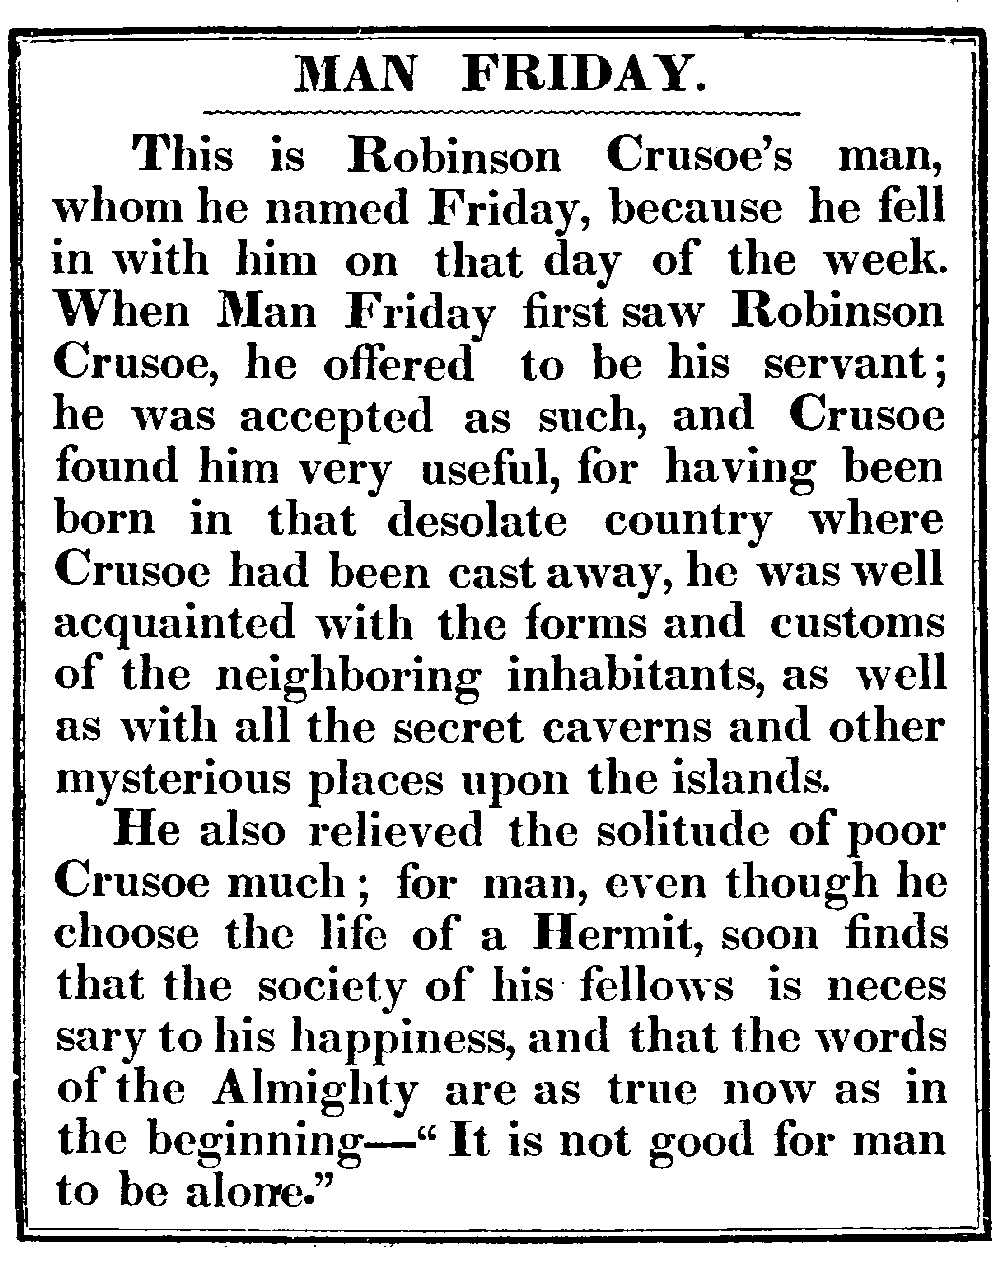 MAN FRIDAY.
This is Robinson Crusoe's man,
whom he named Friday, because he fell
in with him on that day of the week.
When Man Friday first saw Robinson
Crusoe, he offered to be his servant;
he was accepted as such, and Crusoe
found him very useful, for having been
born in that desolate country where
Crusoe had been cast away, he was well
acquainted with the forms and customs
of the neighboring inhabitants, as well
as with all the secret caverns and other
mysterious places upon the islands.
He also relieved the solitude of poor
Crusoe much; for man, even though he
choose the life of a Hermit, soon finds
that the society of his fellows is neces
sary to his happiness, and that the words
of the Almighty are as true now as in
the beginning—“It is not good for man
to be alone.”